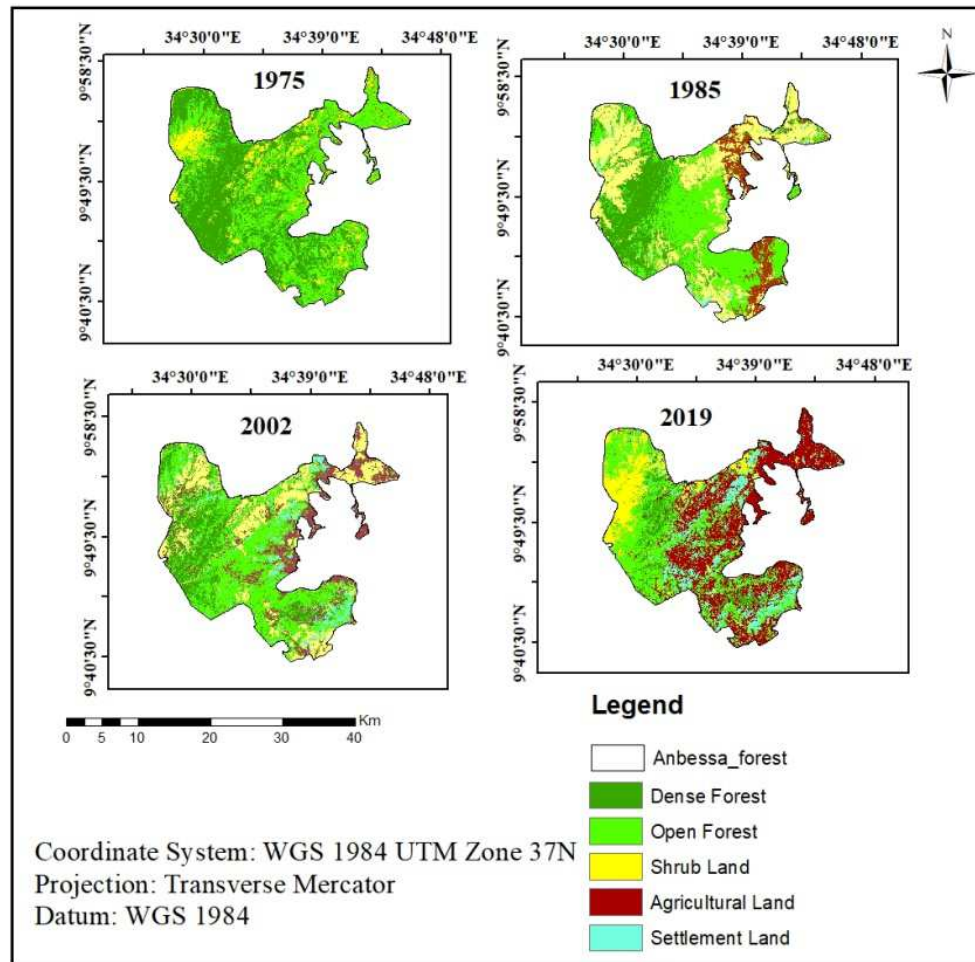 34°30'0"E 34°39'0"E 34°48'0"E
9°58'30"N
9°49'30"N
9°40'30"N
1975
34°30'0"E 34°39'0"E 34°48'0"E
9°58'30"N
9°49'30"N
9°40'30"N
1985
N
34°30'0"E 34°39'0"E 34°48'0"E
9°58'30"N
9°49'30"N
9°40'30"N
2002
34°30'0"E 34°39'0"E 34°48'0"E
9°58'30"N
9°49'30"N
9°40'30"N
2019
Km
0 5 10 20 30 40
Legend
Anbessa_forest
Dense Forest
Open Forest
Shrub Land
Agricultural Land
Settlement Land
Coordinate System: WGS 1984 UTM Zone 37N
Projection: Transverse Mercator
Datum: WGS 1984